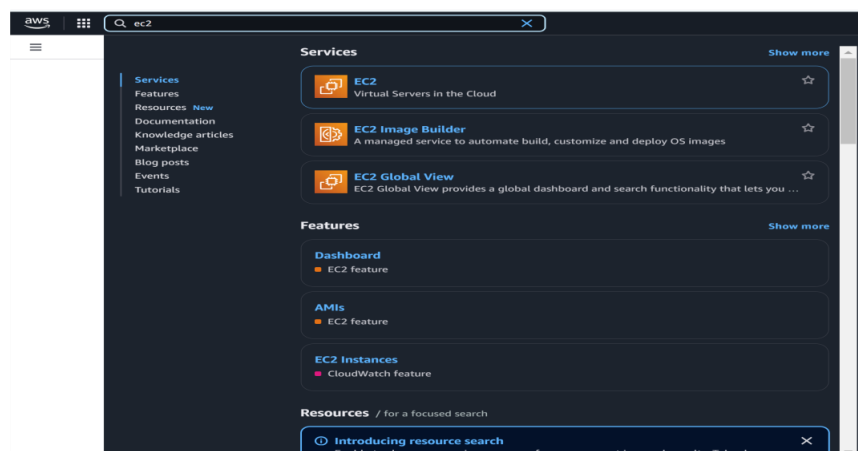 aws
ec2
Services
Show more
Services
Features
Resources New
Documentation
Knowledge articles
Marketplace
Blog posts
Events
Tutorials
EC2
Virtual Servers in the Cloud
EC2 Image Builder
A managed service to automate build, customize and deploy OS images
EC2 Global View
EC2 Global View provides a global dashboard and search functionality that lets you ...
Features
Show more
Dashboard
EC2 feature
AMIs
EC2 feature
EC2 Instances
CloudWatch feature
Resources / for a focused search
Introducing resource search